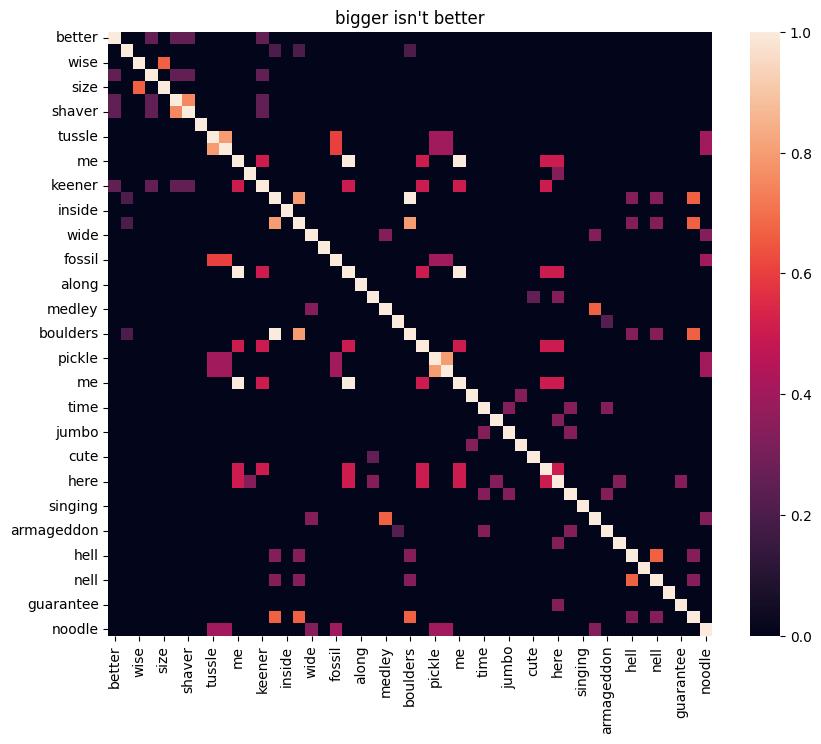 bigger isn't better
better
wise
size
shaver
tussle
me
keener
inside
wide
fossil
along
medley
boulders
pickle
me
time
jumbo
cute
here
singing
armageddon
hell
nell
guarantee
noodle
better
wise
size
shaver
tussle
me
keener
inside
wide
fossil
along
medley
boulders
pickle
me
time
jumbo
cute
here
singing
armageddon
hell
nell
guarantee
noodle
1.0
0.8
0.6
0.4
0.2
0.0